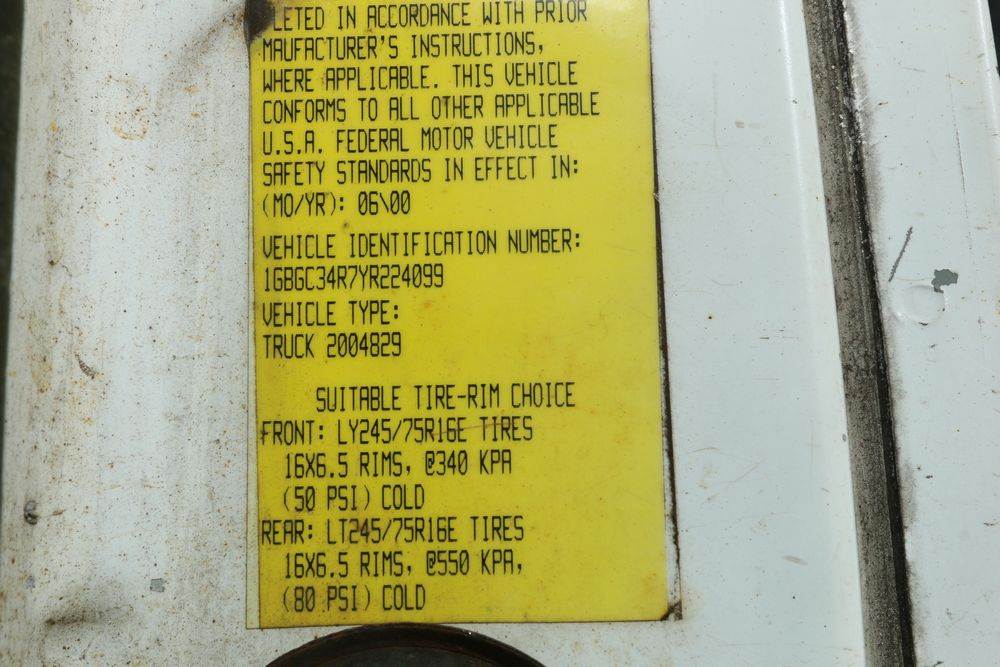 LETED IN ACCORDANCE WITH PRIOR
MAUFACTURER'S INSTRUCTIONS,
WHERE APPLICABLE. THIS VEHICLE
CONFORMS TO ALL OTHER APPLICABLE
U.S.A. FEDERAL MOTOR VEHICLE
SAFETY STANDARDS IN EFFECT IN:
(MO/YR): 06\00
VEHICLE IDENTIFICATION NUMBER:
1GBGC34R7YR224099
VEHICLE TYPE:
TRUCK 2004829
SUITABLE TIRE-RIM CHOICE
FRONT: LY245/75R16E TIRES
16X6.5 RIMS, @340 KPA
(50 PSI) COLD
REAR: LT245/75R16E TIRES
16X6.5 RIMS, @550 KPA,
(80 PSI) COLD